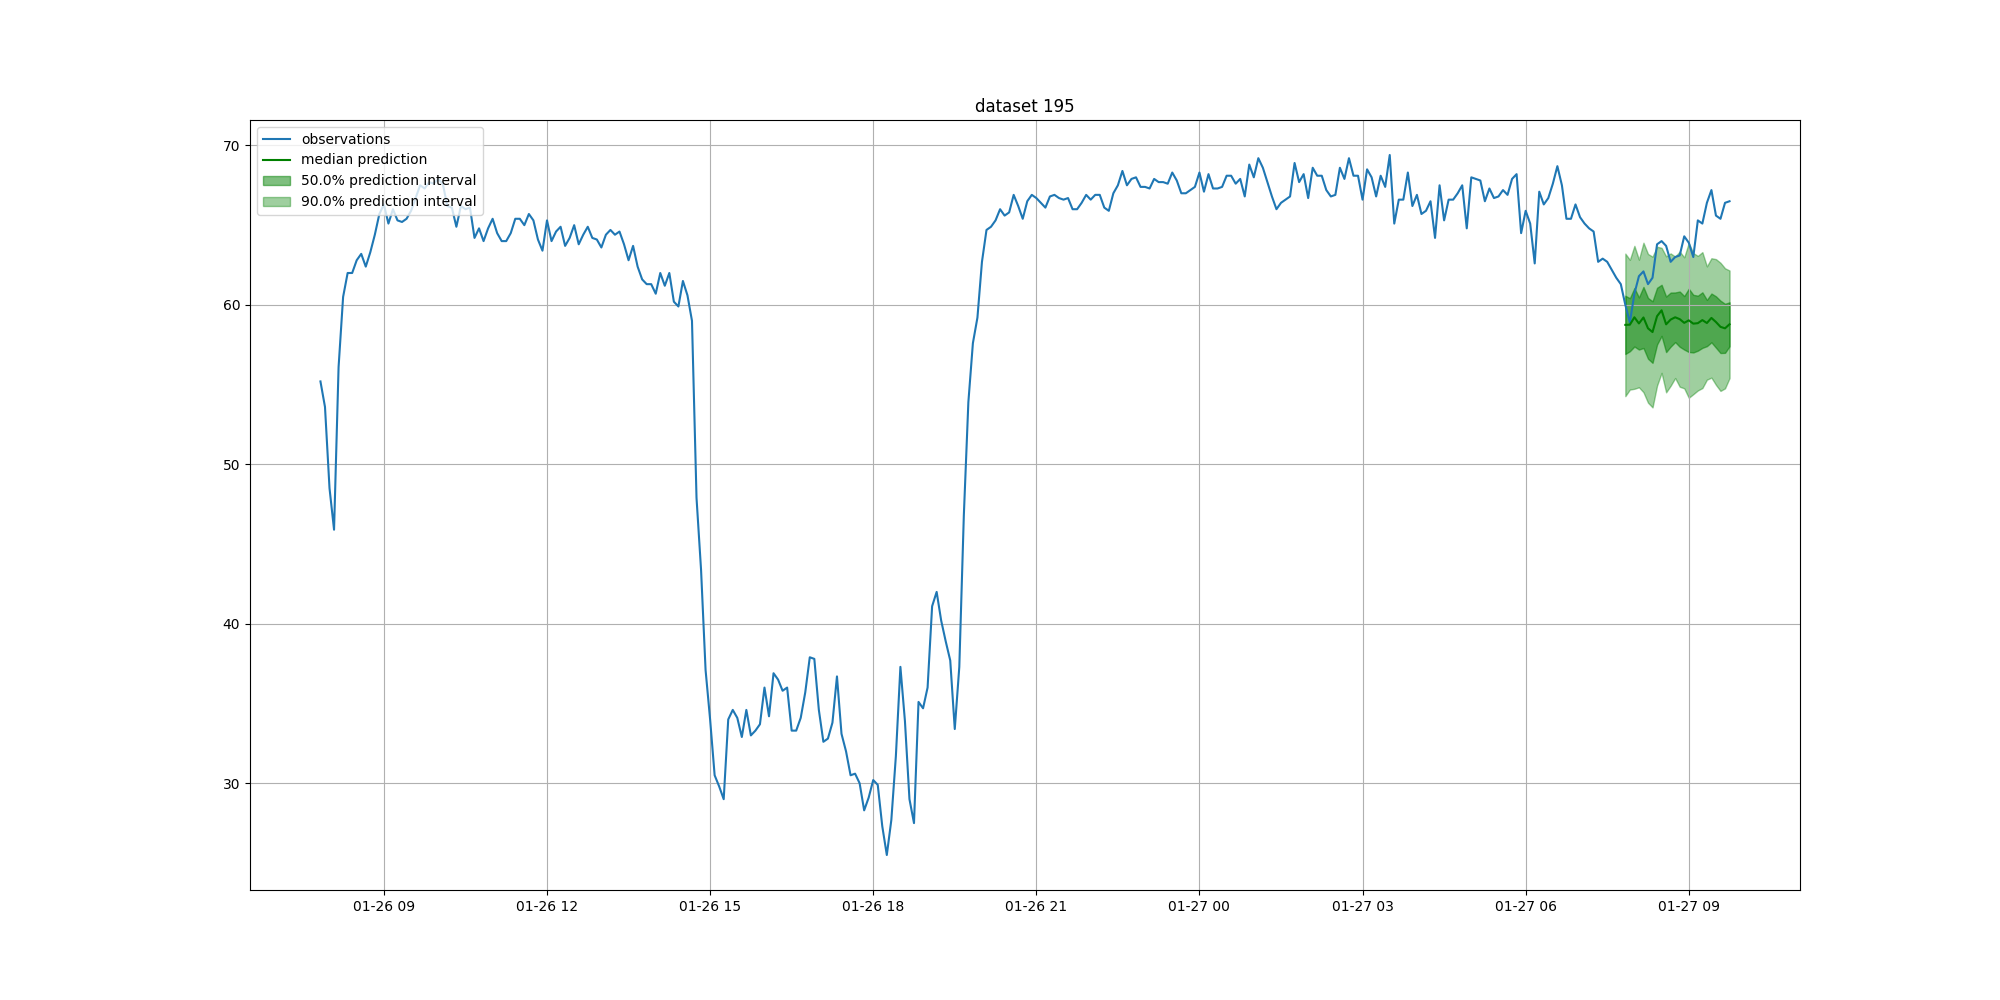 dataset 195
observations
median prediction
50.0% prediction interval
90.0% prediction interval
70
60
50
40
30
01-26 09
01-26 12
01-26 15
01-26 18
01-26 21
01-27 00
01-27 03
01-27 06
01-27 09